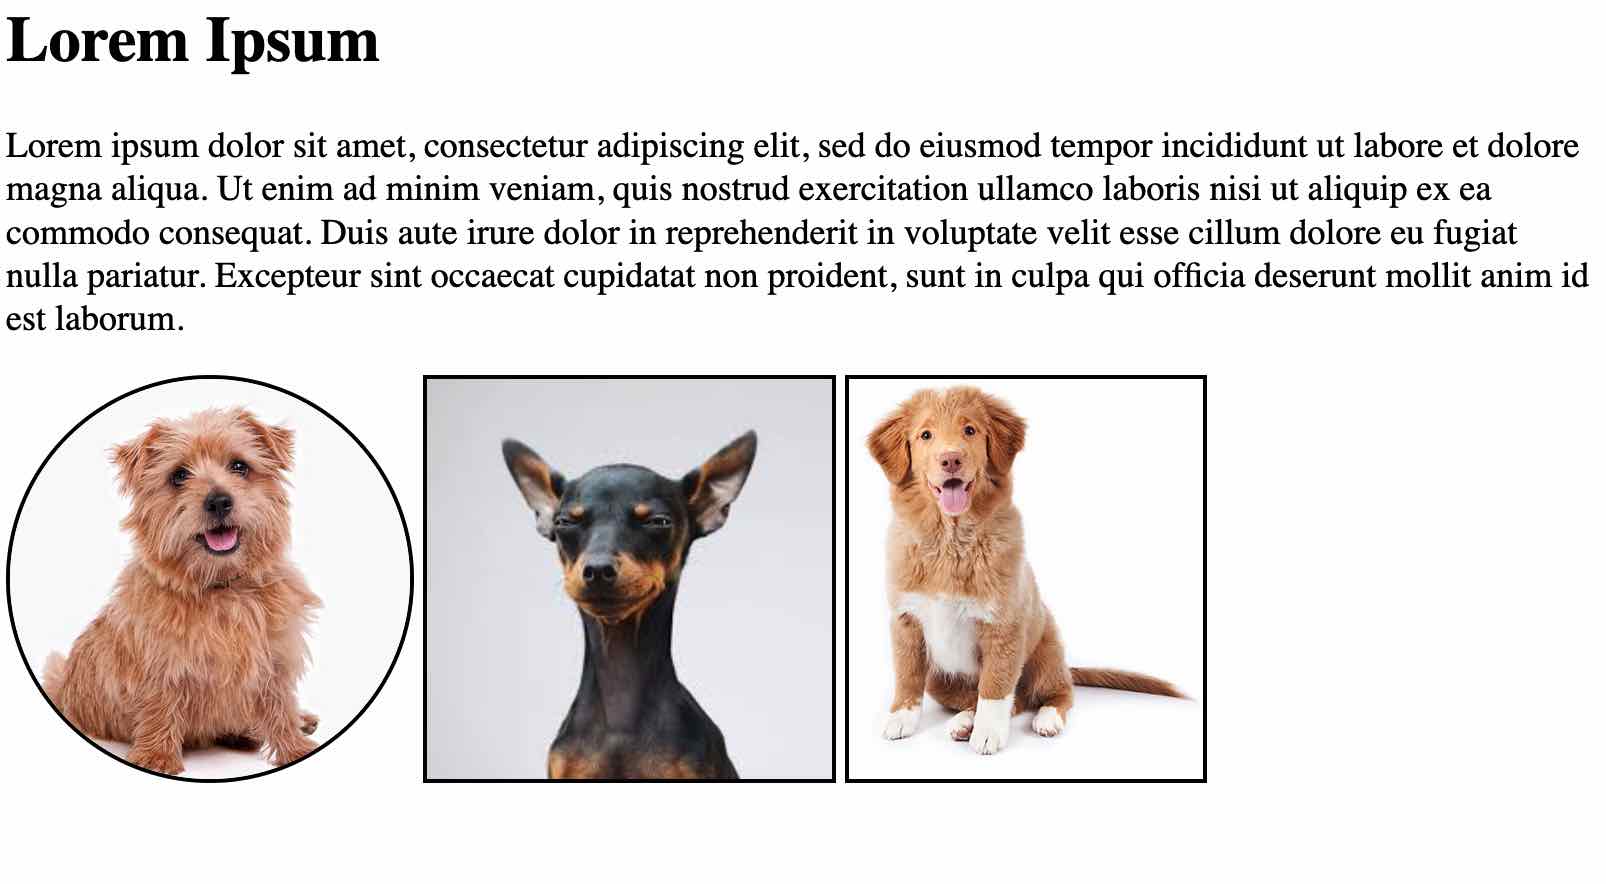 Lorem Ipsum
Lorem ipsum dolor sit amet, consectetur adipiscing elit, sed do eiusmod tempor incididunt ut labore et dolore
magna aliqua. Ut enim ad minim veniam, quis nostrud exercitation ullamco laboris nisi ut aliquip ex ea
commodo consequat. Duis aute irure dolor in reprehenderit in voluptate velit esse cillum dolore eu fugiat
nulla pariatur. Excepteur sint occaecat cupidatat non proident, sunt in culpa qui officia deserunt mollit anim id
est laborum.